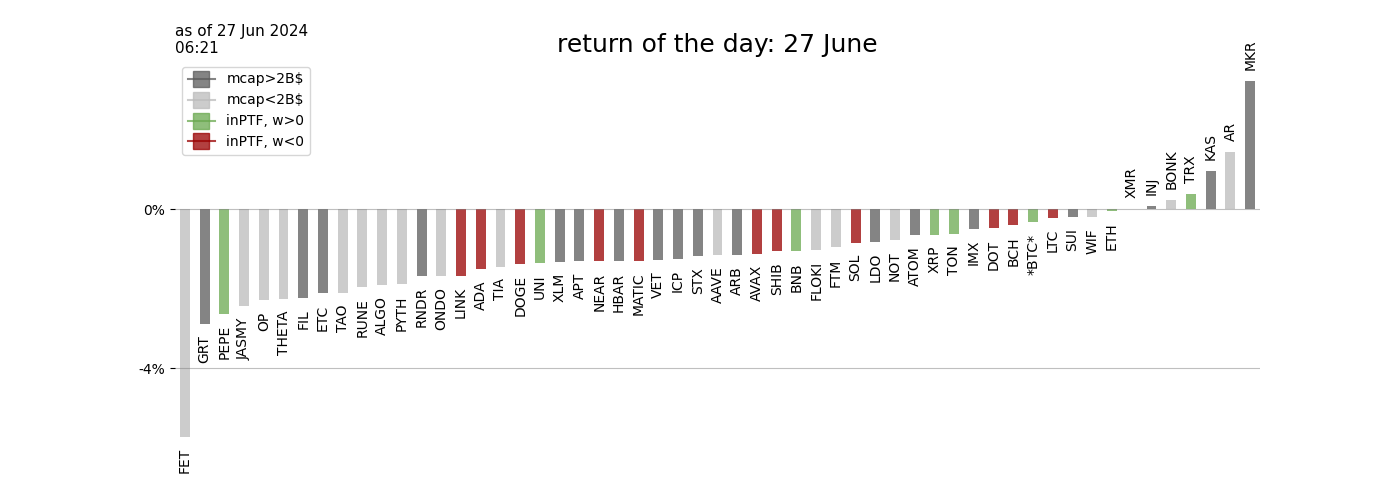 as of 27 Jun 2024
06:21
return of the day: 27 June
mcap>2B$
mcap<2B$
inPTF, w>0
inPTF, w<0
0%
-4%
FET
GRT
PEPE
JASMY
OP
THETA
FIL
ETC
TAO
RUNE
ALGO
PYTH
RNDR
ONDO
LINK
ADA
TIA
DOGE
UNI
XLM
APT
NEAR
HBAR
MATIC
VET
ICP
STX
AAVE
ARB
AVAX
SHIB
BNB
FLOKI
FTM
SOL
LDO
NOT
ATOM
XRP
TON
IMX
DOT
BCH
*BTC*
LTC
SUI
WIF
ETH
XMR
INJ
BONK
TRX
KAS
AR
MKR